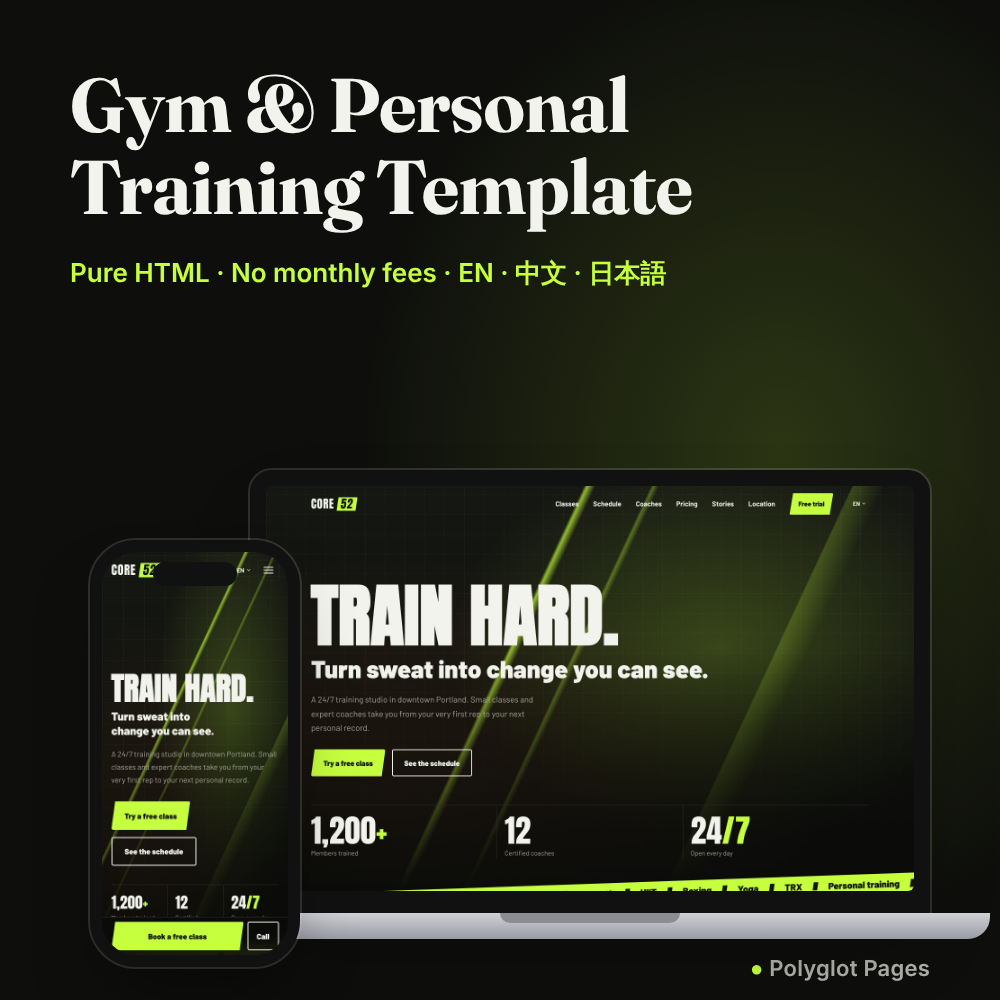 Gym & Personal
Training Template
Pure HTML · No monthly fees · EN · 中文 · 日本語
CORE 52
Classes Schedule Coaches Pricing Stories Location Free trial EN
TRAIN HARD.
Turn sweat into change you can see.
A 24/7 training studio in downtown Portland. Small classes and
expert coaches take you from your very first rep to your next
personal record.
Try a free class See the schedule
1,200+ 12 24/7
Members trained Certified coaches Open every day
HIIT Boxing Yoga TRX Personal training
CORE 52 EN
TRAIN HARD.
Turn sweat into
change you can see.
A 24/7 training studio in downtown Portland. Small
classes and expert coaches take you from your
very first rep to your next personal record.
Try a free class
See the schedule
1,200+ 12 24/7
Book a free class Call
Polyglot Pages